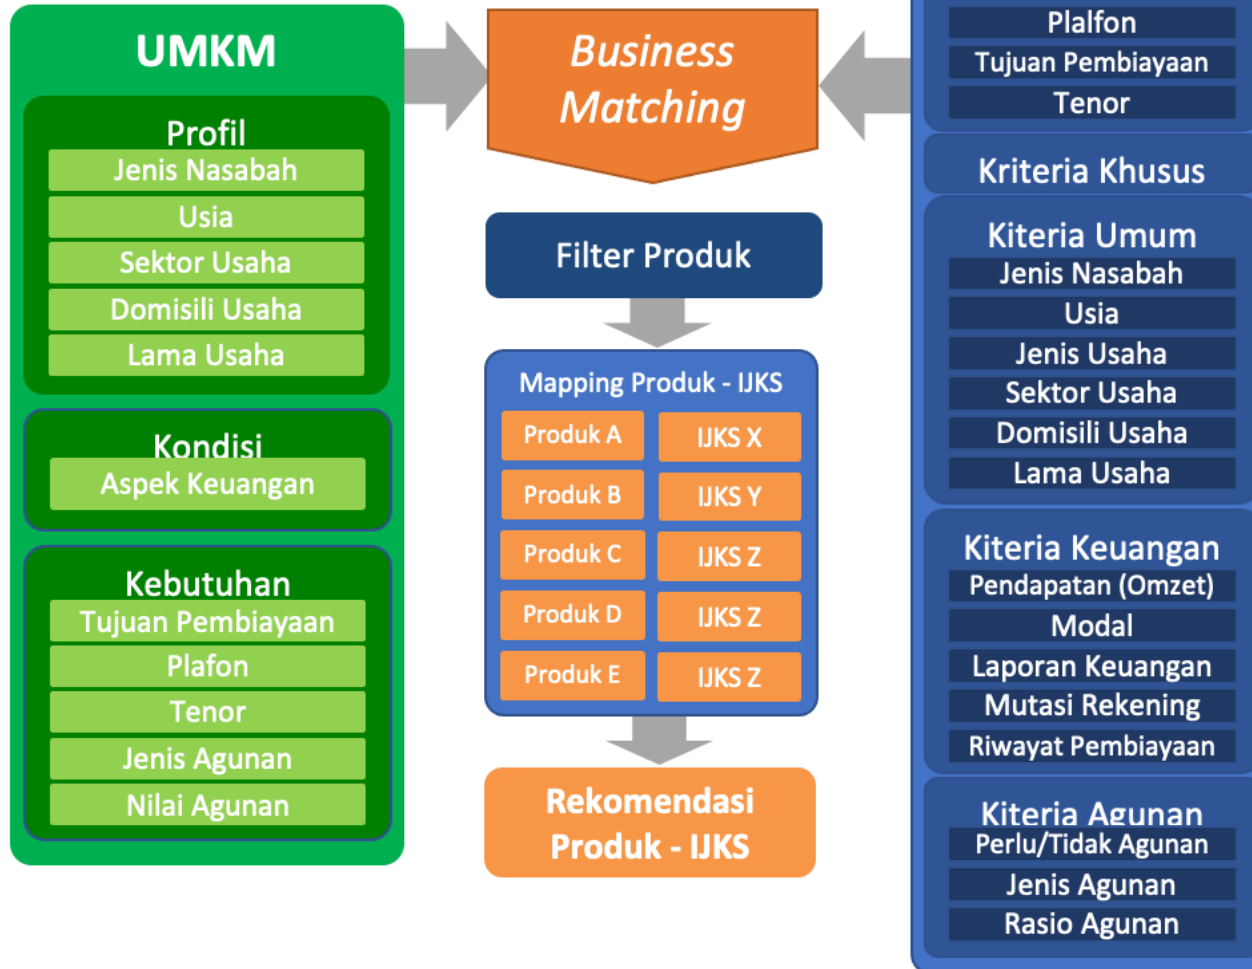 UMKM
Profil
Jenis Nasabah
Usia
Sektor Usaha
Domisili Usaha
Lama Usaha
Kondisi
Aspek Keuangan
Kebutuhan
Tujuan Pembiayaan
Plafon
Tenor
Jenis Agunan
Nilai Agunan
Business
Matching
Filter Produk
Mapping Produk - IJKS
Produk A IJKS X
Produk B IJKS Y
Produk C IJKS Z
Produk D IJKS Z
Produk E IJKS Z
Rekomendasi
Produk - IJKS
Plalfon
Tujuan Pembiayaan
Tenor
Kriteria Khusus
Kiteria Umum
Jenis Nasabah
Usia
Jenis Usaha
Sektor Usaha
Domisili Usaha
Lama Usaha
Kiteria Keuangan
Pendapatan (Omzet)
Modal
Laporan Keuangan
Mutasi Rekening
Riwayat Pembiayaan
Kiteria Agunan
Perlu/Tidak Agunan
Jenis Agunan
Rasio Agunan